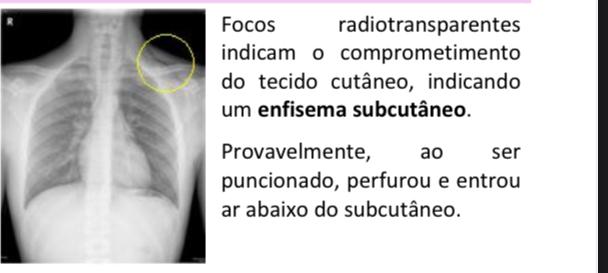 R
Focos radiotransparentes
indicam o comprometimento
do tecido cutâneo, indicando
um enfisema subcutâneo.
Provavelmente, ao ser
puncionado, perfurou e entrou
ar abaixo do subcutâneo.